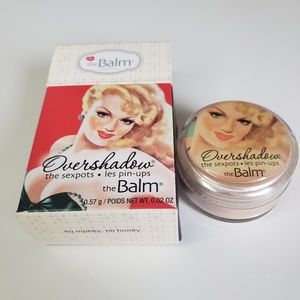 the Balm®
Overshadow®
the sexpots • les pin-ups
the Balm®
0.57 g / POIDS NET WT. 0.02 OZ
no money, no honey
Overshadow®
the sexpots • les pin-ups
the Balm®